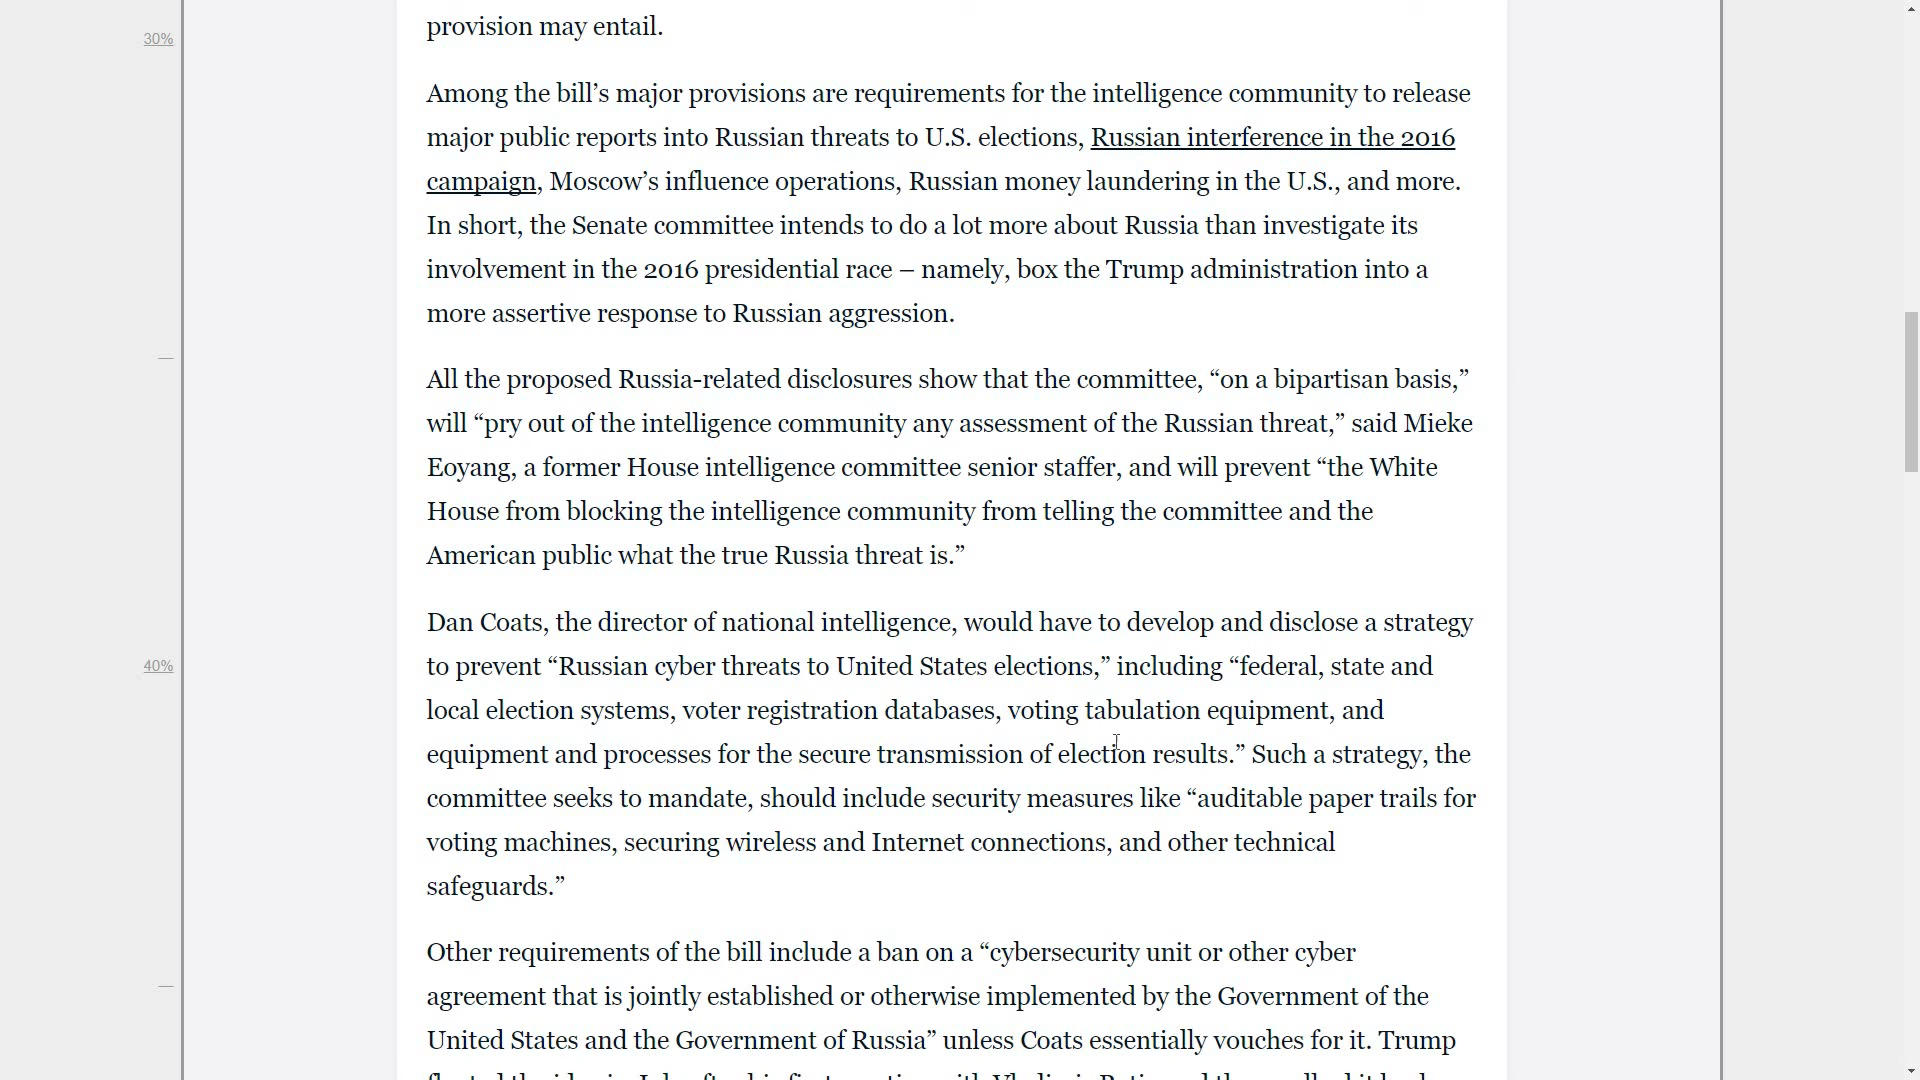 provision may entail.
30%
Among the bill’s major provisions are requirements for the intelligence community to release
major public reports into Russian threats to U.S. elections, Russian interference in the 2016
campaign, Moscow’s influence operations, Russian money laundering in the U.S., and more.
In short, the Senate committee intends to do a lot more about Russia than investigate its
involvement in the 2016 presidential race – namely, box the Trump administration into a
more assertive response to Russian aggression.
All the proposed Russia-related disclosures show that the committee, “on a bipartisan basis,”
will “pry out of the intelligence community any assessment of the Russian threat,” said Mieke
Eoyang, a former House intelligence committee senior staffer, and will prevent “the White
House from blocking the intelligence community from telling the committee and the
American public what the true Russia threat is.”
Dan Coats, the director of national intelligence, would have to develop and disclose a strategy
to prevent “Russian cyber threats to United States elections,” including “federal, state and
40%
local election systems, voter registration databases, voting tabulation equipment, and
equipment and processes for the secure transmission of election results.” Such a strategy, the
committee seeks to mandate, should include security measures like “auditable paper trails for
voting machines, securing wireless and Internet connections, and other technical
safeguards.”
Other requirements of the bill include a ban on a “cybersecurity unit or other cyber
agreement that is jointly established or otherwise implemented by the Government of the
United States and the Government of Russia” unless Coats essentially vouches for it. Trump